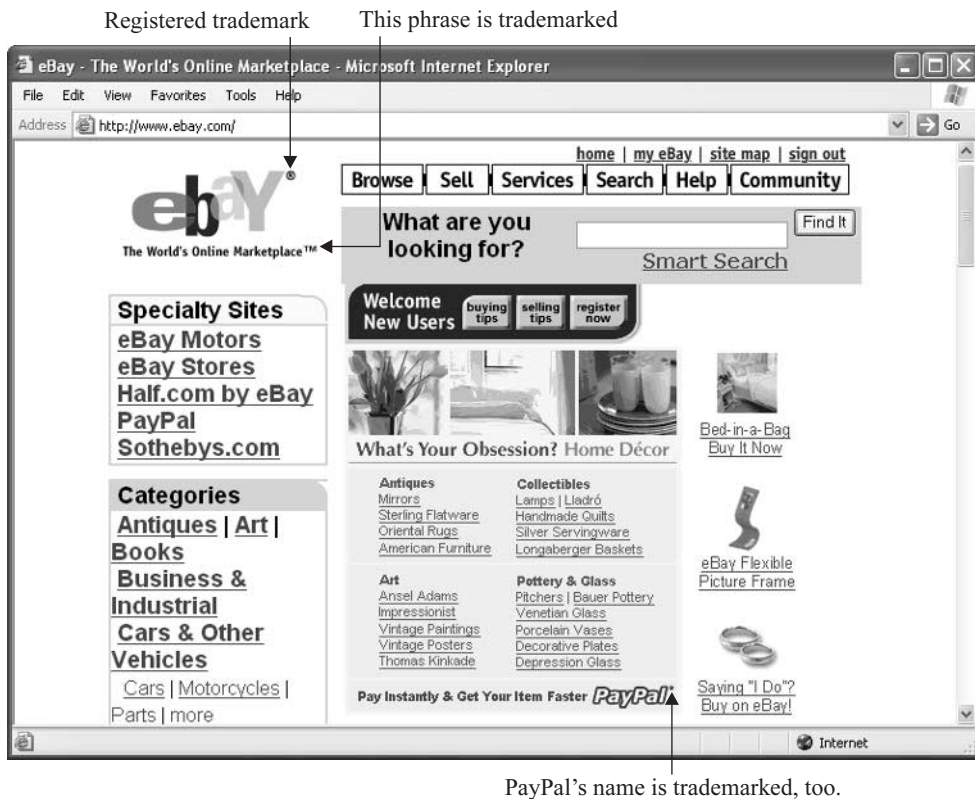 Registered trademark
This phrase is trademarked
eBay - The World's Online Marketplace - Microsoft Internet Explorer
File Edit View Favorites Tools Help
Address http://www.ebay.com/ Go
home | my eBay | site map | sign out
ebaY®
Browse Sell Services Search Help Community
The World's Online Marketplace™
What are you
looking for?
Find It
Smart Search
Welcome
New Users
buying
tips
selling
tips
register
now
Specialty Sites
eBay Motors
eBay Stores
Half.com by eBay
PayPal
Sothebys.com
Categories
Antiques | Art |
Books
Business &
Industrial
Cars & Other
Vehicles
Cars | Motorcycles |
Parts | more
What's Your Obsession? Home Décor
Antiques
Mirrors
Sterling Flatware
Oriental Rugs
American Furniture
Collectibles
Lamps | Lladró
Handmade Quilts
Silver Servingware
Longaberger Baskets
Art
Ansel Adams
Impressionist
Vintage Paintings
Vintage Posters
Thomas Kinkade
Pottery & Glass
Pitchers | Bauer Pottery
Venetian Glass
Porcelain Vases
Decorative Plates
Depression Glass
Pay Instantly & Get Your Item Faster PayPal
Bed-in-a-Bag
Buy It Now
eBay Flexible
Picture Frame
Saying "I Do"?
Buy on eBay!
Internet
PayPal's name is trademarked, too.